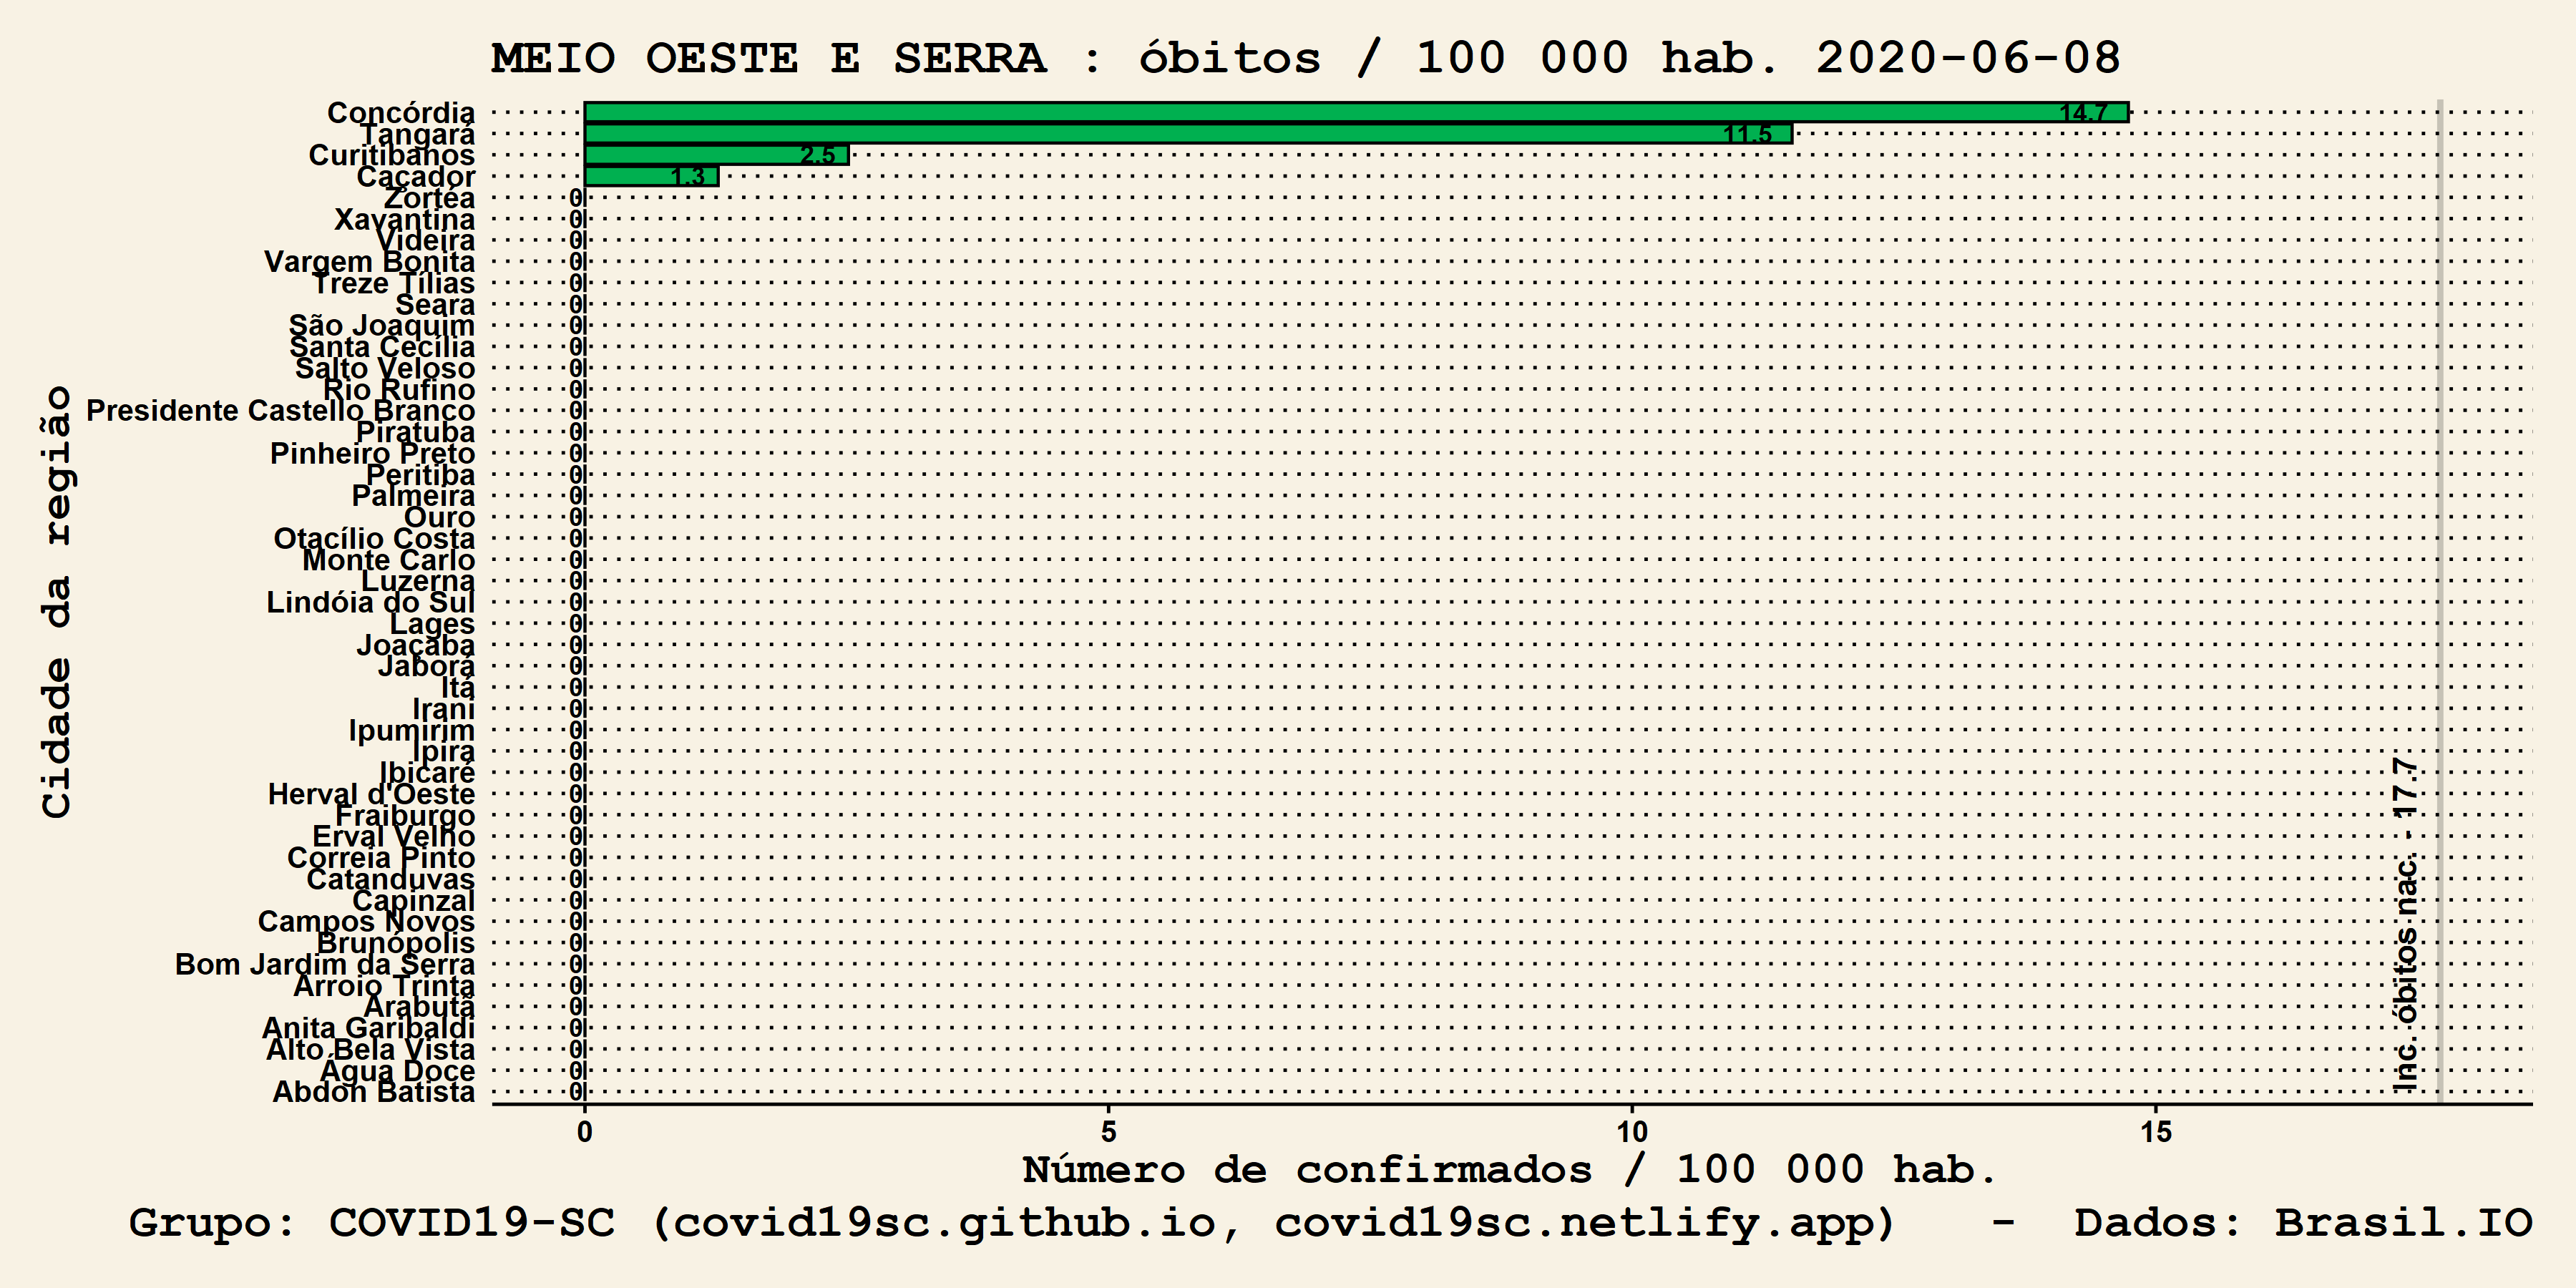 MEIO OESTE E SERRA : óbitos / 100 000 hab. 2020-06-08
Cidade da região
Concórdia 14.7
Tangará 11.5
Curitibanos 2.5
Caçador 1.3
Zortéa 0
Xavantina 0
Videira 0
Vargem Bonita 0
Treze Tílias 0
Seara 0
São Joaquim 0
Santa Cecília 0
Salto Veloso 0
Rio Rufino 0
Presidente Castello Branco 0
Piratuba 0
Pinheiro Preto 0
Peritiba 0
Palmeira 0
Ouro 0
Otacílio Costa 0
Monte Carlo 0
Luzerna 0
Lindóia do Sul 0
Lages 0
Joaçaba 0
Jaborá 0
Itá 0
Irani 0
Ipumirim 0
Ipira 0
Ibicaré 0
Herval d'Oeste 0
Fraiburgo 0
Erval Velho 0
Correia Pinto 0
Catanduvas 0
Capinzal 0
Campos Novos 0
Brunópolis 0
Bom Jardim da Serra 0
Arroio Trinta 0
Arabutã 0
Anita Garibaldi 0
Alto Bela Vista 0
Água Doce 0
Abdon Batista 0
Inc. óbitos nac. - 17.7
0 5 10 15
Número de confirmados / 100 000 hab.
Grupo: COVID19-SC (covid19sc.github.io, covid19sc.netlify.app) - Dados: Brasil.IO